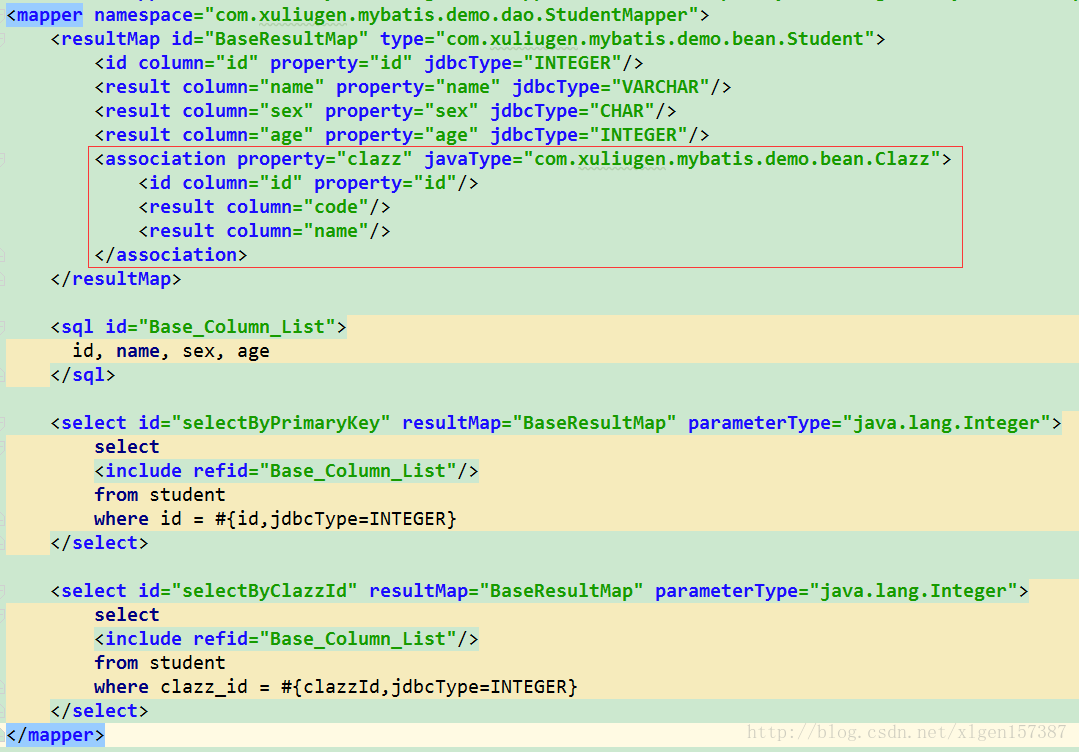 <mapper namespace="com.xuliugen.mybatis.demo.dao.StudentMapper">
    <resultMap id="BaseResultMap" type="com.xuliugen.mybatis.demo.bean.Student">
        <id column="id" property="id" jdbcType="INTEGER"/>
        <result column="name" property="name" jdbcType="VARCHAR"/>
        <result column="sex" property="sex" jdbcType="CHAR"/>
        <result column="age" property="age" jdbcType="INTEGER"/>
        <association property="clazz" javaType="com.xuliugen.mybatis.demo.bean.Clazz">
            <id column="id" property="id"/>
            <result column="code"/>
            <result column="name"/>
        </association>
    </resultMap>
    <sql id="Base_Column_List">
      id, name, sex, age
    </sql>
    <select id="selectByPrimaryKey" resultMap="BaseResultMap" parameterType="java.lang.Integer">
        select
        <include refid="Base_Column_List"/>
        from student
        where id = #{id,jdbcType=INTEGER}
    </select>
    <select id="selectByClazzId" resultMap="BaseResultMap" parameterType="java.lang.Integer">
        select
        <include refid="Base_Column_List"/>
        from student
        where clazz_id = #{clazzId,jdbcType=INTEGER}
    </select>
</mapper>
http://blog.csdn.net/xlgen157387